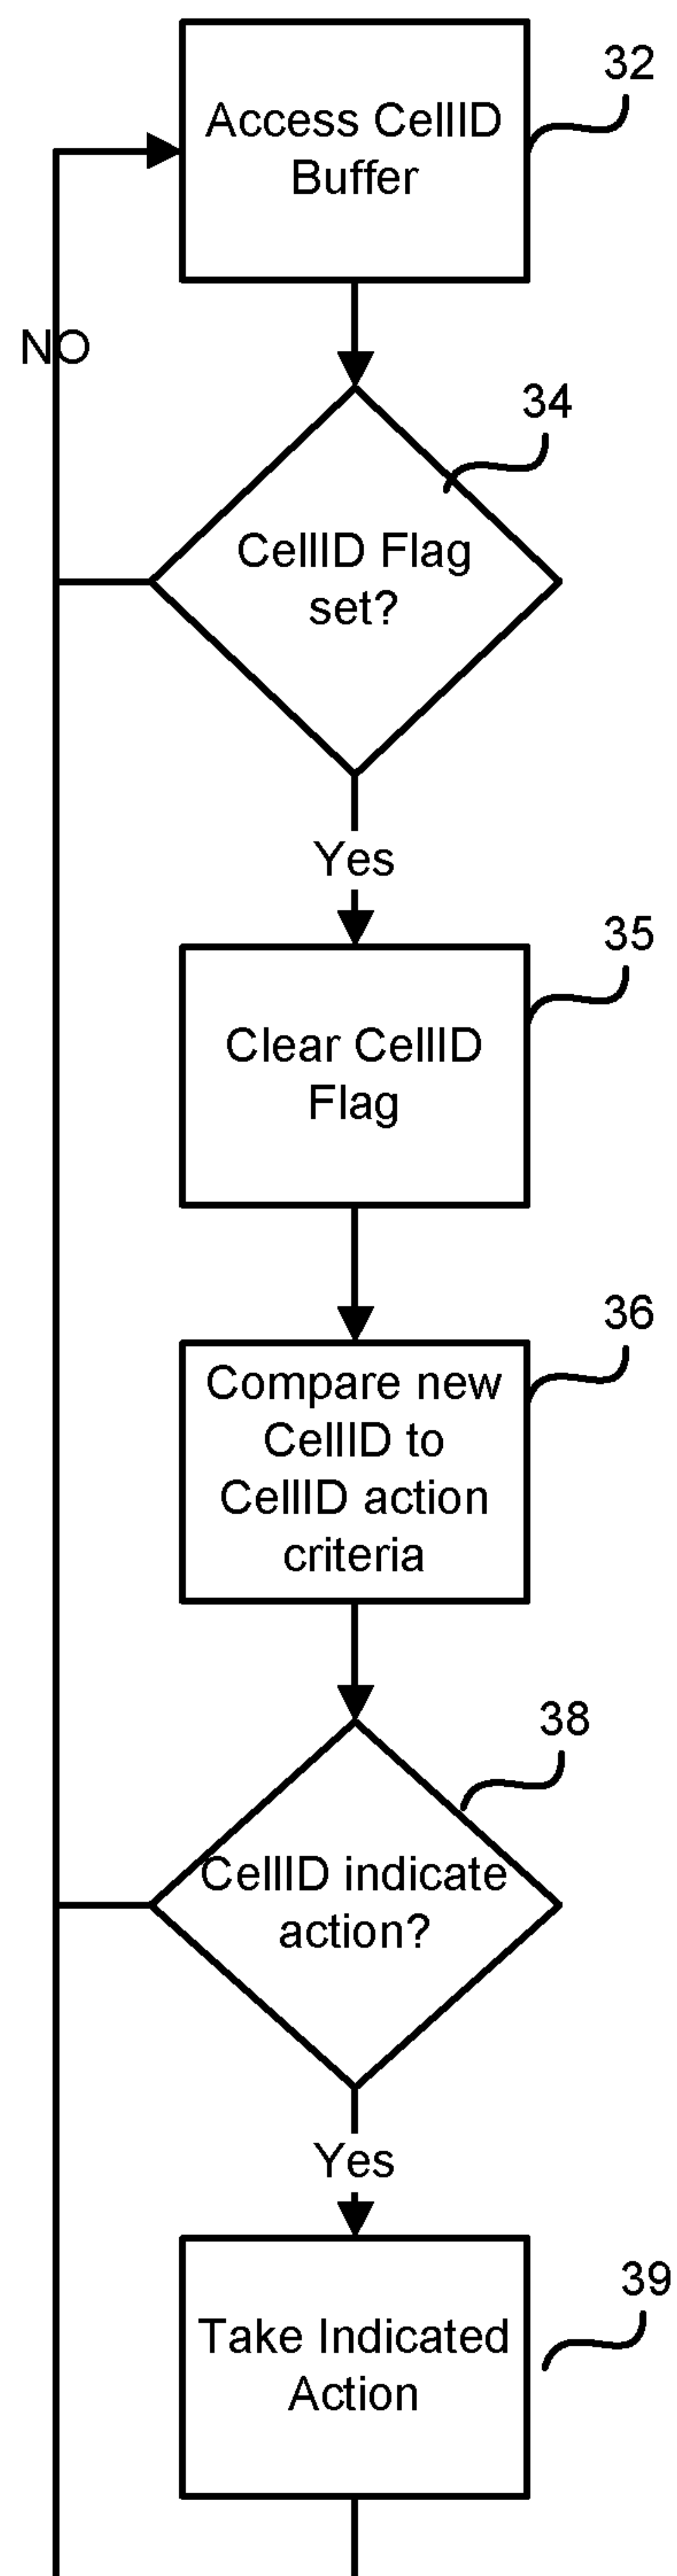 32
Access CellID
Buffer
NO
34
CellID Flag
set?
Yes
35
Clear CellID
Flag
36
Compare new
CellID to
CellID action
criteria
38
CellID indicate
action?
Yes
39
Take Indicated
Action